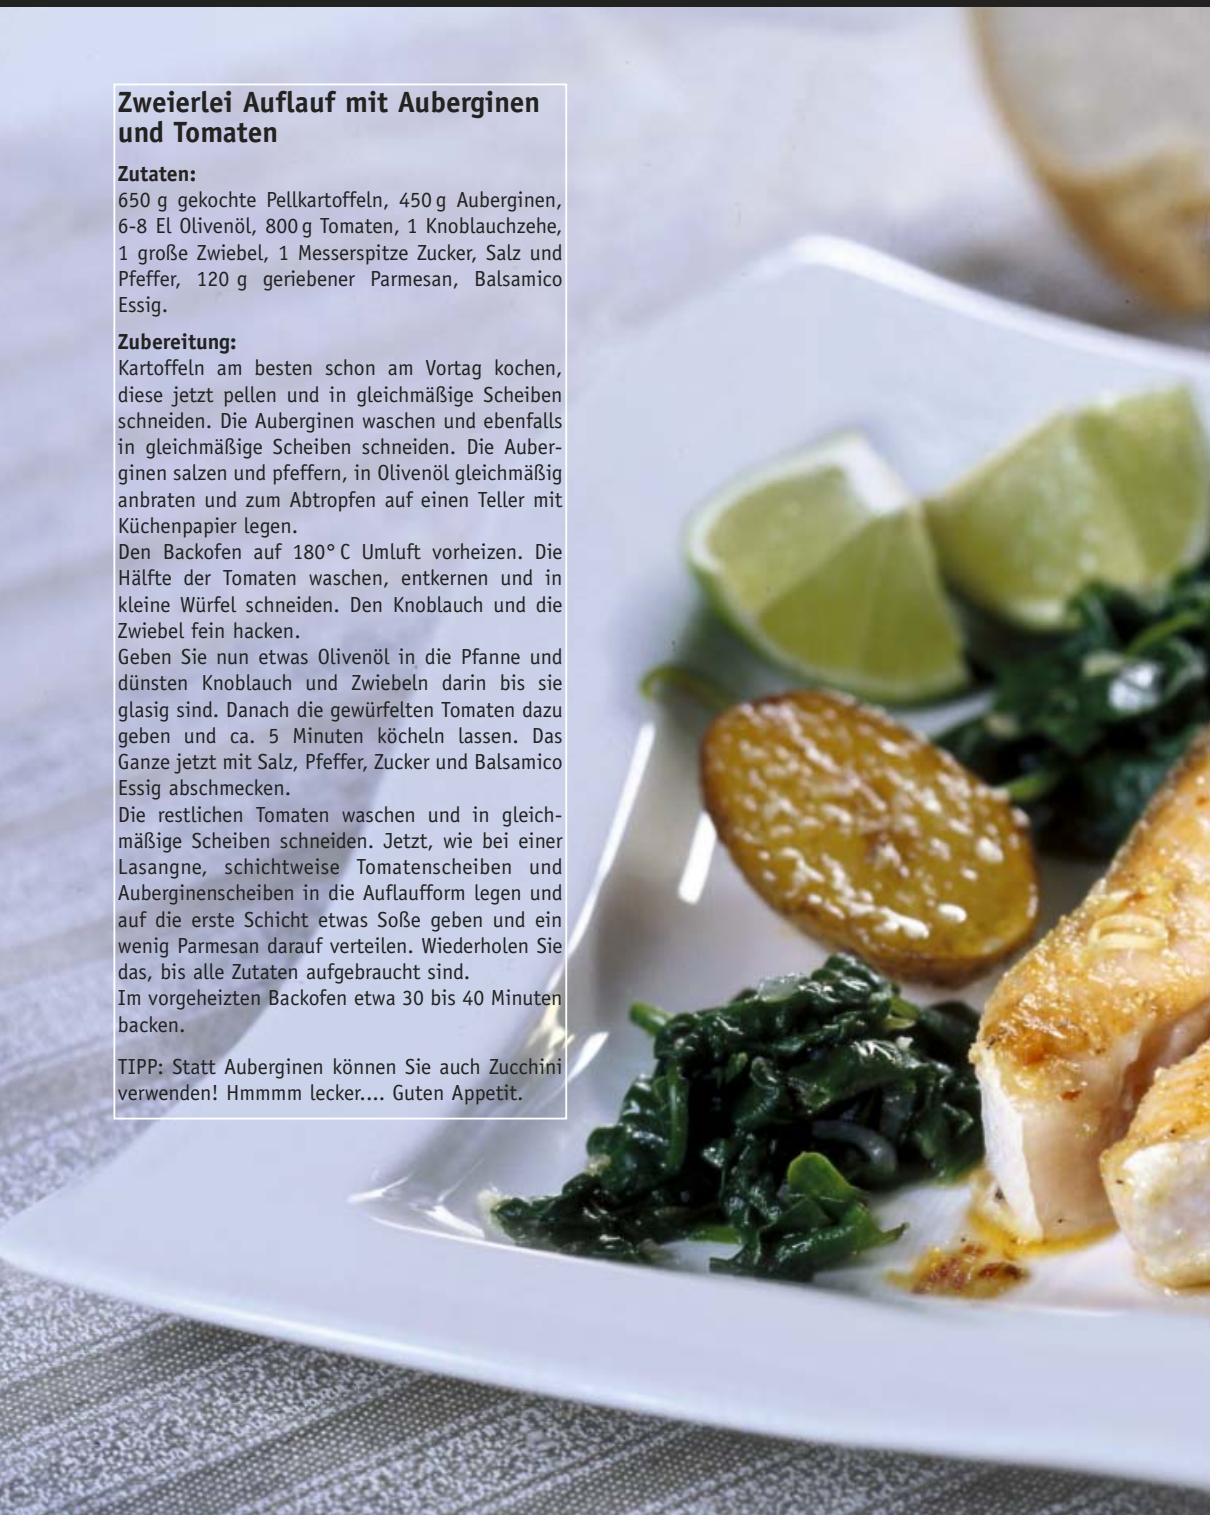 Zweierlei Auflauf mit Auberginen
und Tomaten
Zutaten:
650 g gekochte Pellkartoffeln, 450 g Auberginen,
6-8 El Olivenöl, 800 g Tomaten, 1 Knoblauchzehe,
1 große Zwiebel, 1 Messerspitze Zucker, Salz und
Pfeffer, 120 g geriebener Parmesan, Balsamico
Essig.
Zubereitung:
Kartoffeln am besten schon am Vortag kochen,
diese jetzt pellen und in gleichmäßige Scheiben
schneiden. Die Auberginen waschen und ebenfalls
in gleichmäßige Scheiben schneiden. Die Auber-
ginen salzen und pfeffern, in Olivenöl gleichmäßig
anbraten und zum Abtropfen auf einen Teller mit
Küchenpapier legen.
Den Backofen auf 180° C Umluft vorheizen. Die
Hälfte der Tomaten waschen, entkernen und in
kleine Würfel schneiden. Den Knoblauch und die
Zwiebel fein hacken.
Geben Sie nun etwas Olivenöl in die Pfanne und
dünsten Knoblauch und Zwiebeln darin bis sie
glasig sind. Danach die gewürfelten Tomaten dazu
geben und ca. 5 Minuten köcheln lassen. Das
Ganze jetzt mit Salz, Pfeffer, Zucker und Balsamico
Essig abschmecken.
Die restlichen Tomaten waschen und in gleich-
mäßige Scheiben schneiden. Jetzt, wie bei einer
Lasangne, schichtweise Tomatenscheiben und
Auberginenscheiben in die Auflaufform legen und
auf die erste Schicht etwas Soße geben und ein
wenig Parmesan darauf verteilen. Wiederholen Sie
das, bis alle Zutaten aufgebraucht sind.
Im vorgeheizten Backofen etwa 30 bis 40 Minuten
backen.
TIPP: Statt Auberginen können Sie auch Zucchini
verwenden! Hmmmm lecker.... Guten Appetit.